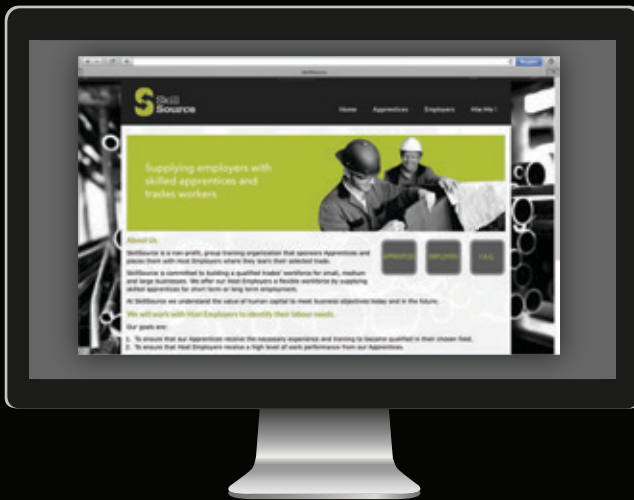 SkillSource
Skill
Source
Home Apprentices Employers Hire Me!
Supplying employers with
skilled apprentices and
trades workers
About Us
SkillSource is a non-profit, group training organization that sponsors Apprentices and
places them with Host Employers where they learn their selected trade.
APPRENTICES EMPLOYERS F.A.Q.
SkillSource is committed to building a qualified trades' workforce for small, medium
and large businesses. We offer our Host Employers a flexible workforce by supplying
skilled apprentices for short term or long term employment.
At SkillSource we understand the value of human capital to meet business objectives today and in the future.
We will work with Host Employers to identify their labour needs.
Our goals are:
1. To ensure that our Apprentices receive the necessary experience and training to become qualified in their chosen field.
2. To ensure that Host Employers receive a high level of work performance from our Apprentices.